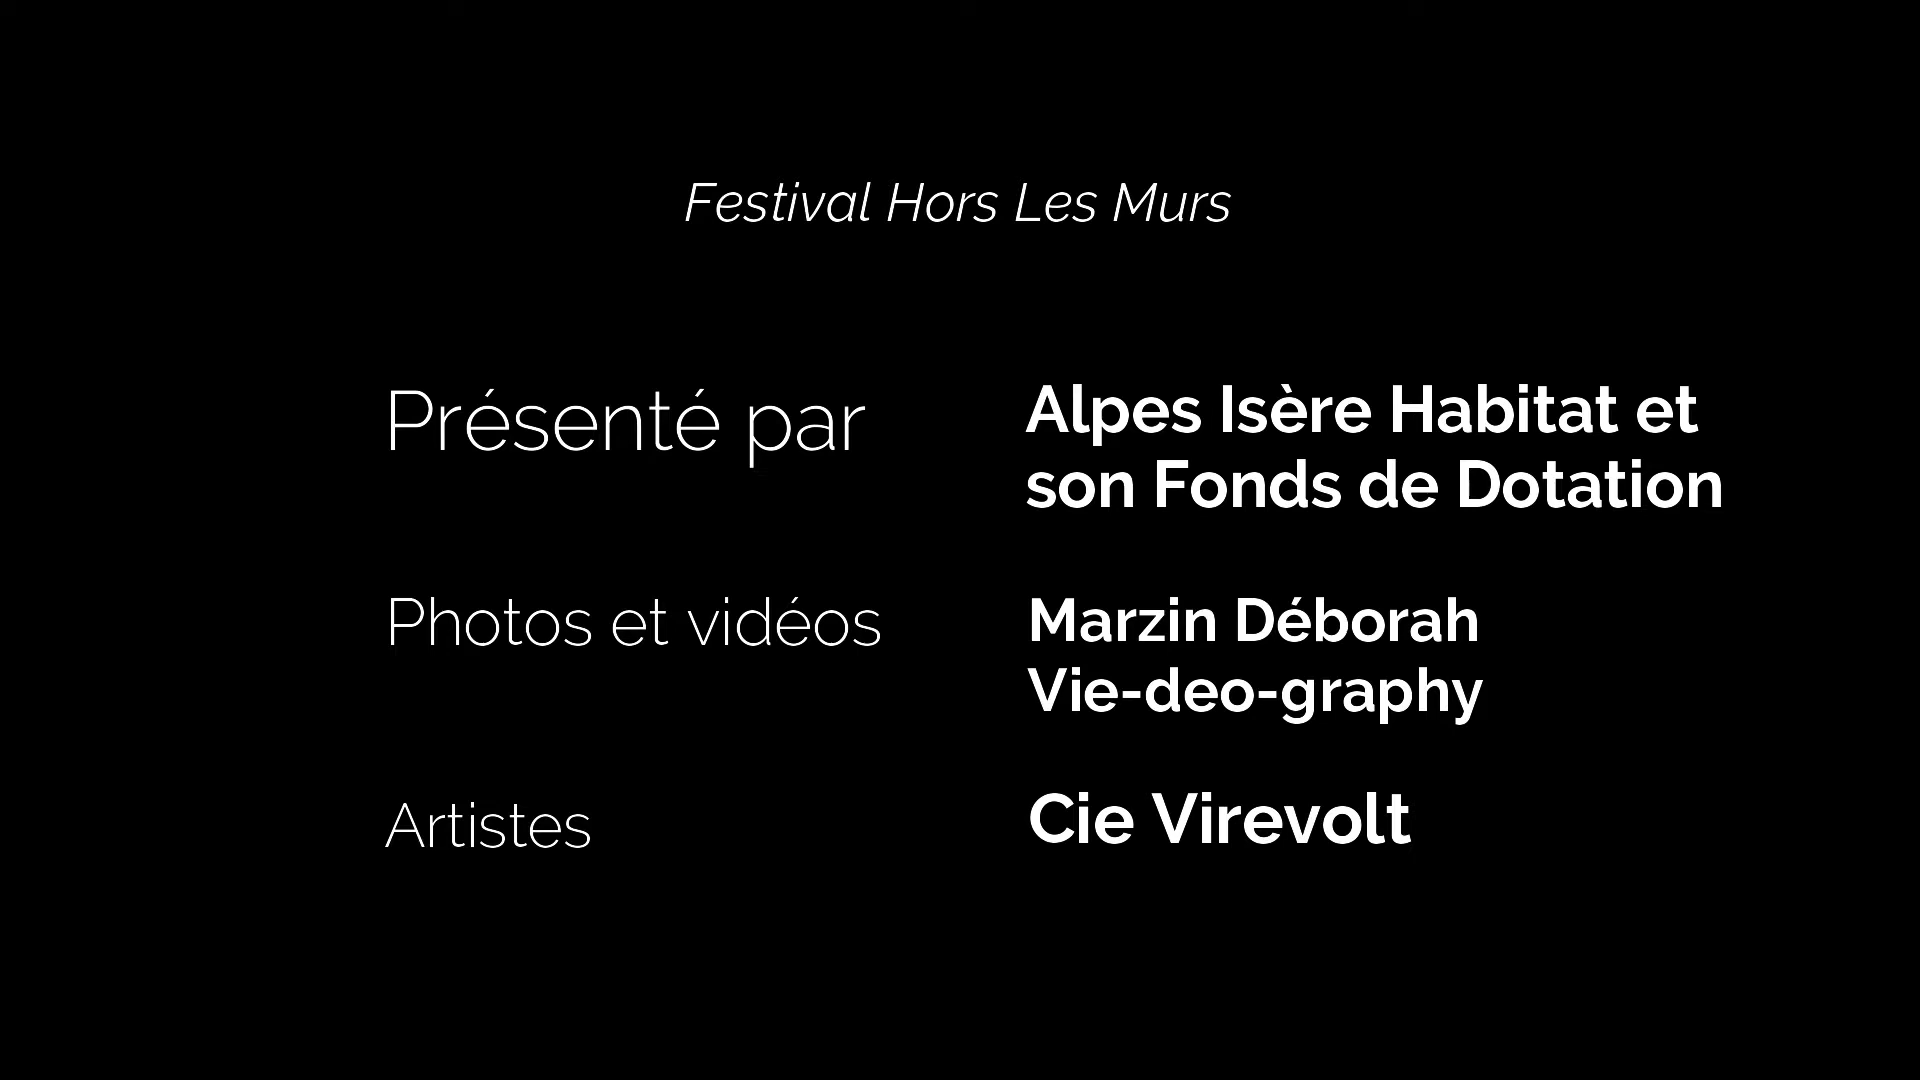 Festival Hors Les Murs
Présenté par
Alpes Isère Habitat et
son Fonds de Dotation
Photos et vidéos
Marzin Déborah
Vie-deo-graphy
Artistes
Cie Virevolt